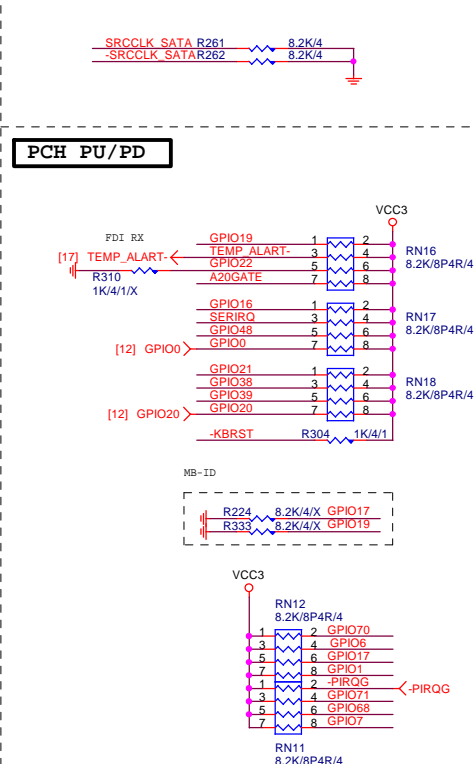 SRCCLK_SATA R261 8.2K/4
-SRCCLK_SATA R262 8.2K/4
PCH PU/PD
VCC3
FDI RX
GPIO19 1 2
[17] TEMP_ALART- TEMP_ALART- 3 4 RN16
GPIO22 5 6 8.2K/8P4R/4
R310 A20GATE 7 8
1K/4/1/X
GPIO16 1 2
SERIRQ 3 4 RN17
GPIO48 5 6 8.2K/8P4R/4
[12] GPIO0 GPIO0 7 8
GPIO21 1 2
GPIO38 3 4 RN18
GPIO39 5 6 8.2K/8P4R/4
[12] GPIO20 GPIO20 7 8
-KBRST R304 1K/4/1
MB-ID
R224 8.2K/4/X GPIO17
R333 8.2K/4/X GPIO19
VCC3
RN12
8.2K/8P4R/4
1 2 GPIO70
3 4 GPIO6
5 6 GPIO17
7 8 GPIO1
1 2 -PIRQG -PIRQG
3 4 GPIO71
5 6 GPIO68
7 8 GPIO7
RN11
8.2K/8P4R/4